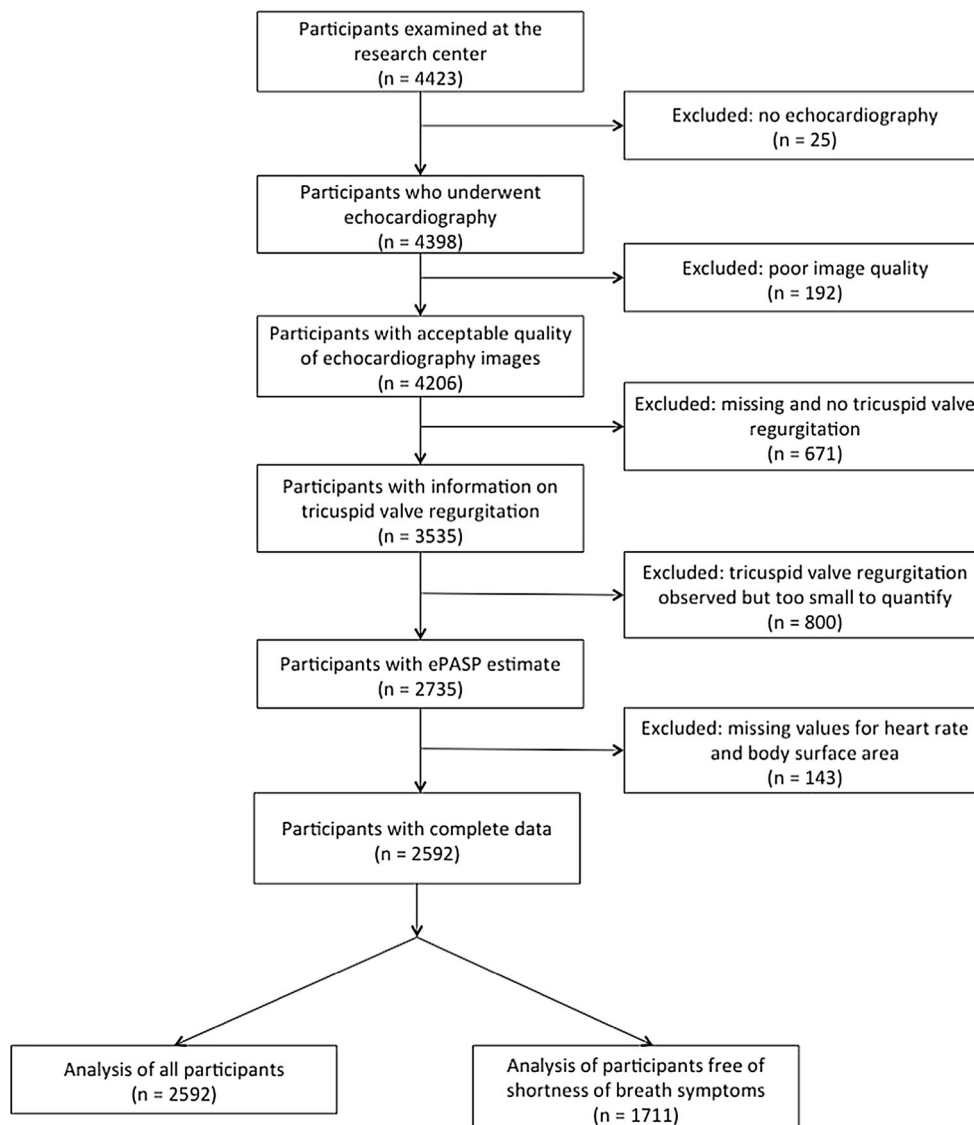 Participants examined at the
research center
(n = 4423)
Excluded: no echocardiography
(n = 25)
Participants who underwent
echocardiography
(n = 4398)
Excluded: poor image quality
(n = 192)
Participants with acceptable quality
of echocardiography images
(n = 4206)
Excluded: missing and no tricuspid valve
regurgitation
(n = 671)
Participants with information on
tricuspid valve regurgitation
(n = 3535)
Excluded: tricuspid valve regurgitation
observed but too small to quantify
(n = 800)
Participants with ePASP estimate
(n = 2735)
Excluded: missing values for heart rate
and body surface area
(n = 143)
Participants with complete data
(n = 2592)
Analysis of all participants
(n = 2592)
Analysis of participants free of
shortness of breath symptoms
(n = 1711)